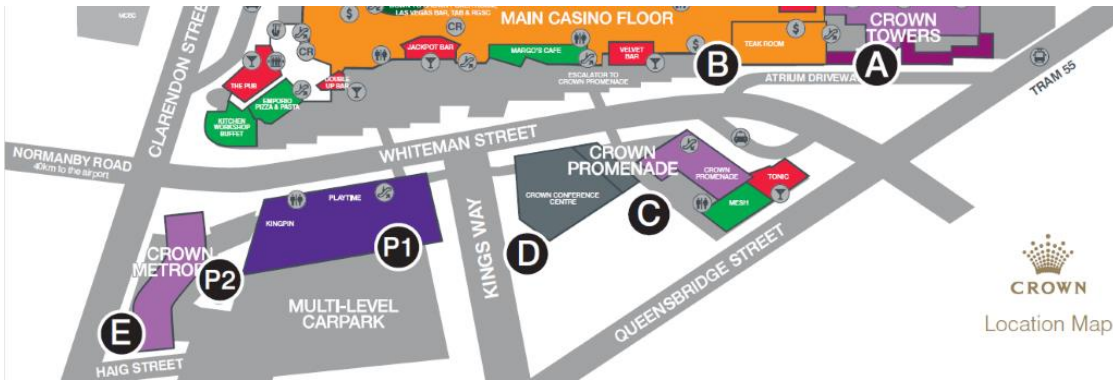 MCEC
CLARENDON STREET
LAS VEGAS BAR, TAB & RGSC
MAIN CASINO FLOOR
CR
$
CR
JACKPOT BAR
MARGO'S CAFE
VELVET
BAR
$
B
TEAK ROOM
$
CROWN
TOWERS
A
THE PUB
DOUBLE
UP BAR
EMPORIO
PIZZA & PASTA
KITCHEN
WORKSHOP
BUFFET
ESCALATOR TO
CROWN PROMENADE
ATRIUM DRIVEWAY
TRAM 55
NORMANBY ROAD
40km to the airport
WHITEMAN STREET
CROWN
PROMENADE
CROWN
PROMENADE
TONIC
MESH
CROWN CONFERENCE
CENTRE
C
D
PLAYTIME
KINGPIN
P1
KINGS WAY
QUEENSBRIDGE STREET
CROWN
P2
MULTI-LEVEL
CARPARK
E
HAIG STREET
CROWN
Location Map